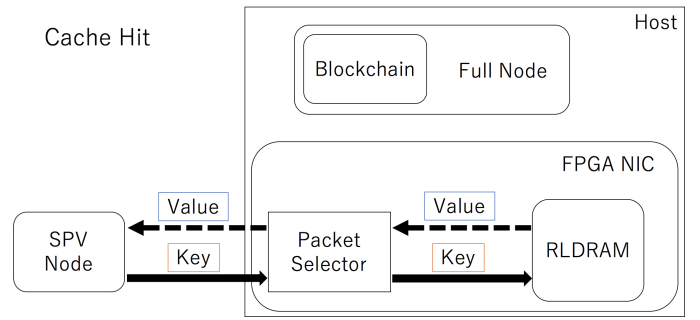 Host
Cache Hit
Blockchain
Full Node
FPGA NIC
Value
Value
SPV
Node
Packet
Selector
RLDRAM
Key
Key